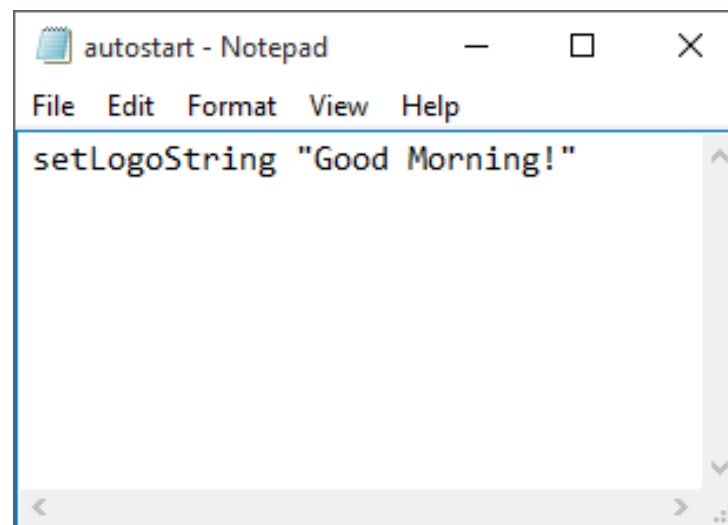 autostart - Notepad
File Edit Format View Help
setLogoString "Good Morning!"